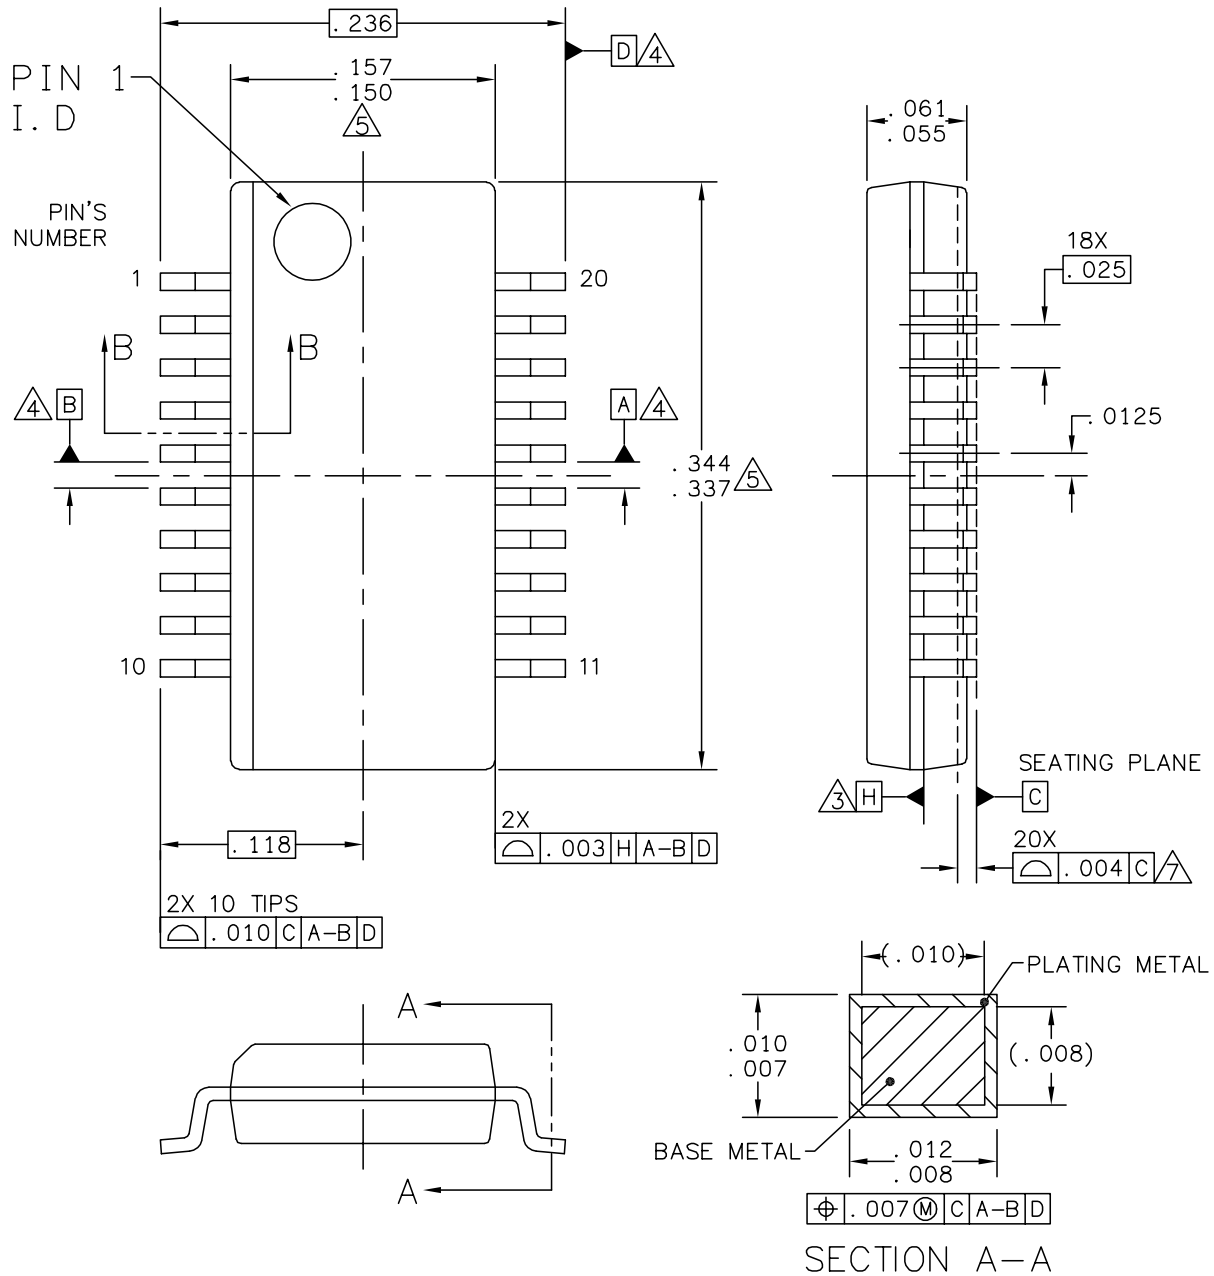 .236
D 4
PIN 1
I.D
.157
.150
5
.061
.055
PIN'S
NUMBER
18X
.025
1
20
B
B
4 B
A 4
.0125
.344
.337 5
10
11
SEATING PLANE
3 H
C
.118
2X
.003 H A-B D
20X
.004 C 7
2X 10 TIPS
.010 C A-B D
A
A
(.010)
PLATING METAL
.010
.007
(.008)
BASE METAL
.012
.008
.007 Ⓜ C A-B D
SECTION A-A